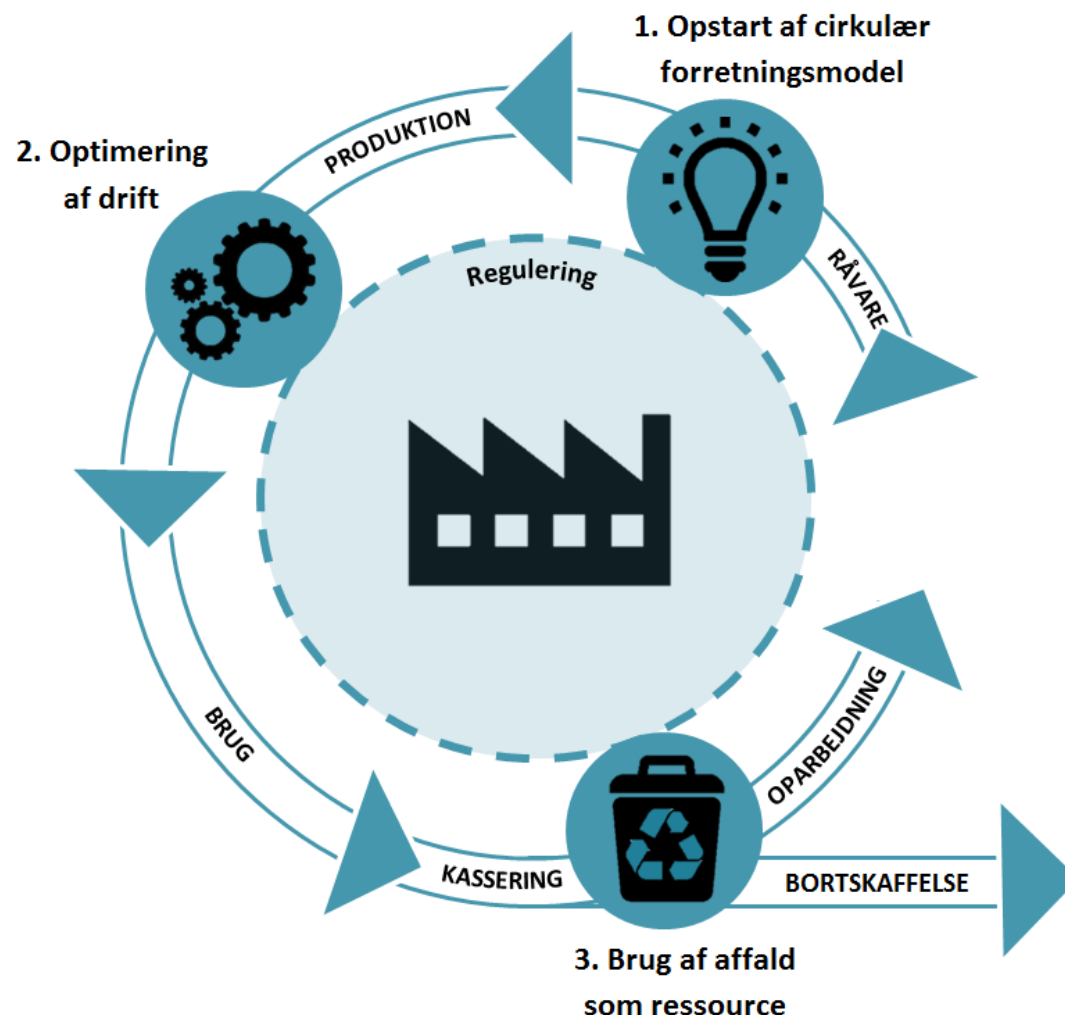 1. Opstart af cirkulær
forretningsmodel
PRODUKTION
2. Optimering
af drift
Regulering
RÅVARE
BRUG
OPARBEJDNING
KASSERING
BORTSKAFFELSE
3. Brug af affald
som ressource